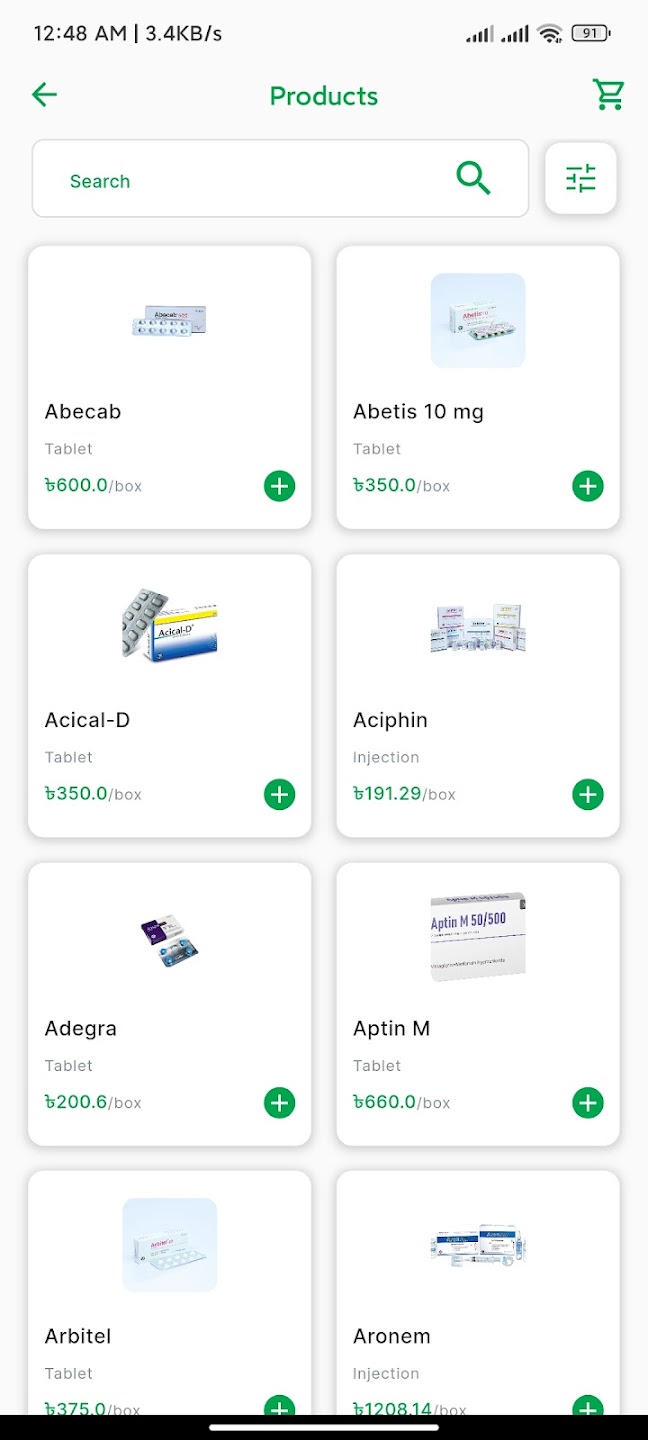 12:48 AM | 3.4KB/s
91
Products
Search
Abecab
Tablet
৳600.0/box
Abetis 10 mg
Tablet
৳350.0/box
Acical-D
Acical-D
Tablet
৳350.0/box
Aciphin
Injection
৳191.29/box
Adegra
Tablet
৳200.6/box
Aptin M 50/500
Aptin M
Tablet
৳660.0/box
Arbitel
Tablet
৳375.0/box
Aronem
Injection
৳1208.14/box